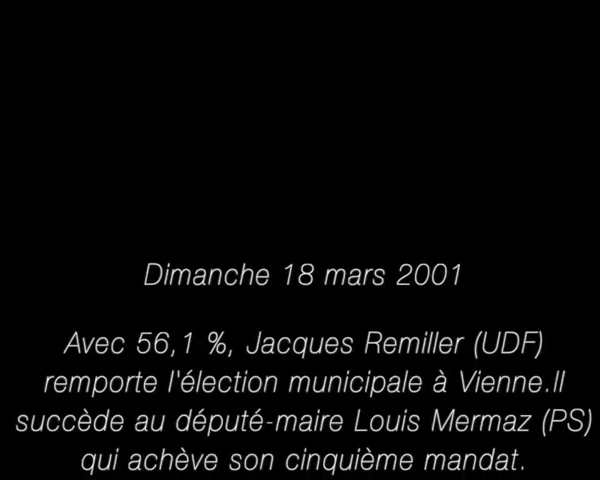 Dimanche 18 mars 2001
Avec 56,1 %, Jacques Remiller (UDF)
remporte l'élection municipale à Vienne.Il
succède au député-maire Louis Mermaz (PS)
qui achève son cinquième mandat.